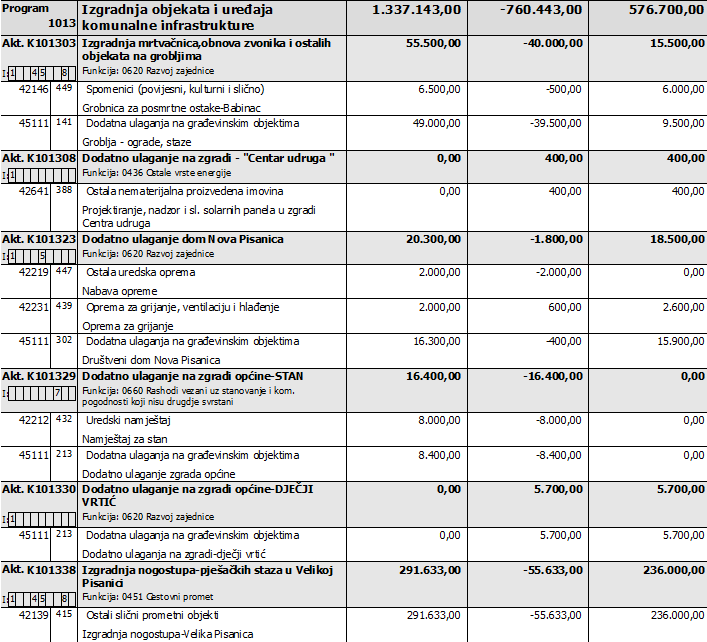 Program Izgradnja objekata i uređaja 1.337.143,00 -760.443,00 576.700,00
1013 komunalne infrastrukture
Akt. K101303 Izgradnja mrtvačnica,obnova zvonika i ostalih 55.500,00 -40.000,00 15.500,00
objekata na grobljima
I: 1 4 5 8 Funkcija: 0620 Razvoj zajednice
42146 449 Spomenici (povijesni, kulturni i slično) 6.500,00 -500,00 6.000,00
Grobnica za posmrtne ostake-Babinac
45111 141 Dodatna ulaganja na građevinskim objektima 49.000,00 -39.500,00 9.500,00
Groblja - ograde, staze
Akt. K101308 Dodatno ulaganje na zgradi - "Centar udruga " 0,00 400,00 400,00
I: 1 Funkcija: 0436 Ostale vrste energije
42641 388 Ostala nematerijalna proizvedena imovina 0,00 400,00 400,00
Projektiranje, nadzor i sl. solarnih panela u zgradi
Centra udruga
Akt. K101323 Dodatno ulaganje dom Nova Pisanica 20.300,00 -1.800,00 18.500,00
I: 1 5 Funkcija: 0620 Razvoj zajednice
42219 447 Ostala uredska oprema 2.000,00 -2.000,00 0,00
Nabava opreme
42231 439 Oprema za grijanje, ventilaciju i hlađenje 2.000,00 600,00 2.600,00
Oprema za grijanje
45111 302 Dodatna ulaganja na građevinskim objektima 16.300,00 -400,00 15.900,00
Društveni dom Nova Pisanica
Akt. K101329 Dodatno ulaganje na zgradi općine-STAN 16.400,00 -16.400,00 0,00
I: 7 Funkcija: 0660 Rashodi vezani uz stanovanje i kom.
pogodnosti koji nisu drugdje svrstani
42212 432 Uredski namještaj 8.000,00 -8.000,00 0,00
Namještaj za stan
45111 213 Dodatna ulaganja na građevinskim objektima 8.400,00 -8.400,00 0,00
Dodatno ulaganje zgrada općine
Akt. K101330 Dodatno ulaganje na zgradi općine-DJEČJI 0,00 5.700,00 5.700,00
VRTIĆ
I: 1 Funkcija: 0620 Razvoj zajednice
45111 213 Dodatna ulaganja na građevinskim objektima 0,00 5.700,00 5.700,00
Dodatno ulaganja na zgradi-dječji vrtić
Akt. K101338 Izgradnja nogostupa-pješačkih staza u Velikoj 291.633,00 -55.633,00 236.000,00
Pisanici
I: 1 4 5 8 Funkcija: 0451 Cestovni promet
42139 415 Ostali slični prometni objekti 291.633,00 -55.633,00 236.000,00
Izgradnja nogostupa-Velika Pisanica